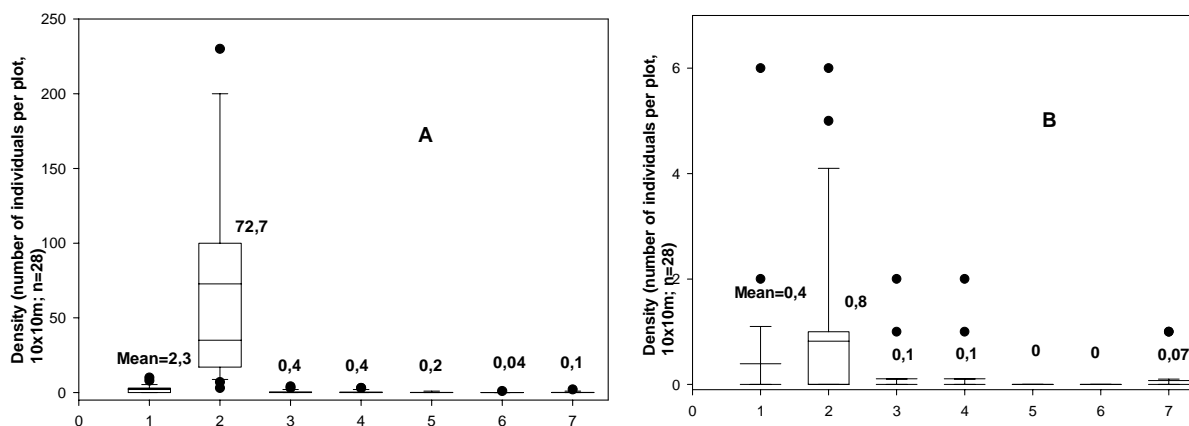 Density (number of individuals per plot,
10x10m; n=28)
250
200
150
100
50
0
A
72,7
Mean=2,3
0,4
0,4
0,2
0,04
0,1
0 1 2 3 4 5 6 7
Density (number of individuals per plot,
10x10m; n=28)
6
4
2
0
B
Mean=0,4
0,8
0,1
0,1
0
0
0,07
0 1 2 3 4 5 6 7